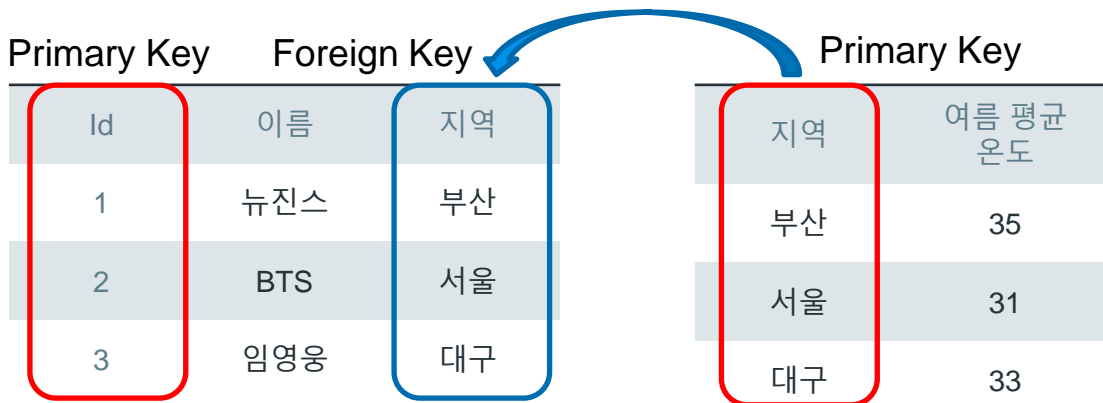 Primary Key Foreign Key
Id 이름 지역
1 뉴진스 부산
2 BTS 서울
3 임영웅 대구
Primary Key
지역 여름 평균
온도
부산 35
서울 31
대구 33